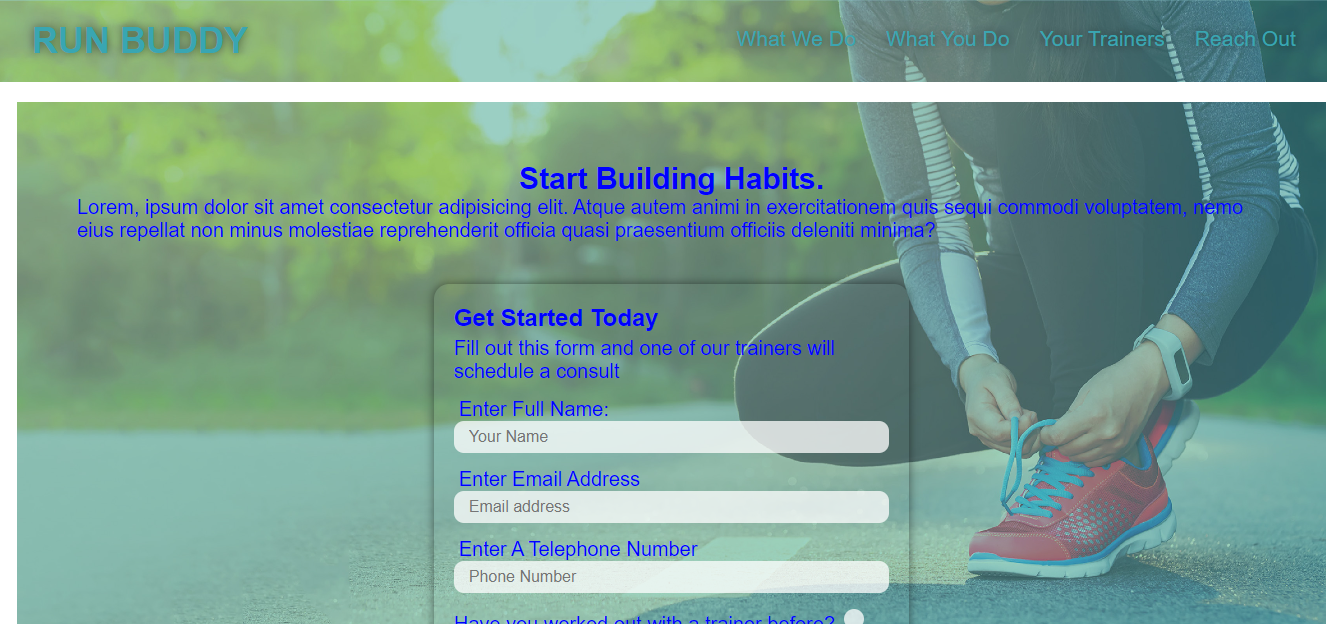 RUN BUDDY
What We Do What You Do Your Trainers Reach Out
Start Building Habits.
Lorem, ipsum dolor sit amet consectetur adipisicing elit. Atque autem animi in exercitationem quis sequi commodi voluptatem, nemo
eius repellat non minus molestiae reprehenderit officia quasi praesentium officiis deleniti minima?
Get Started Today
Fill out this form and one of our trainers will
schedule a consult
Enter Full Name:
Your Name
Enter Email Address
Email address
Enter A Telephone Number
Phone Number
Have you worked out with a trainer before?